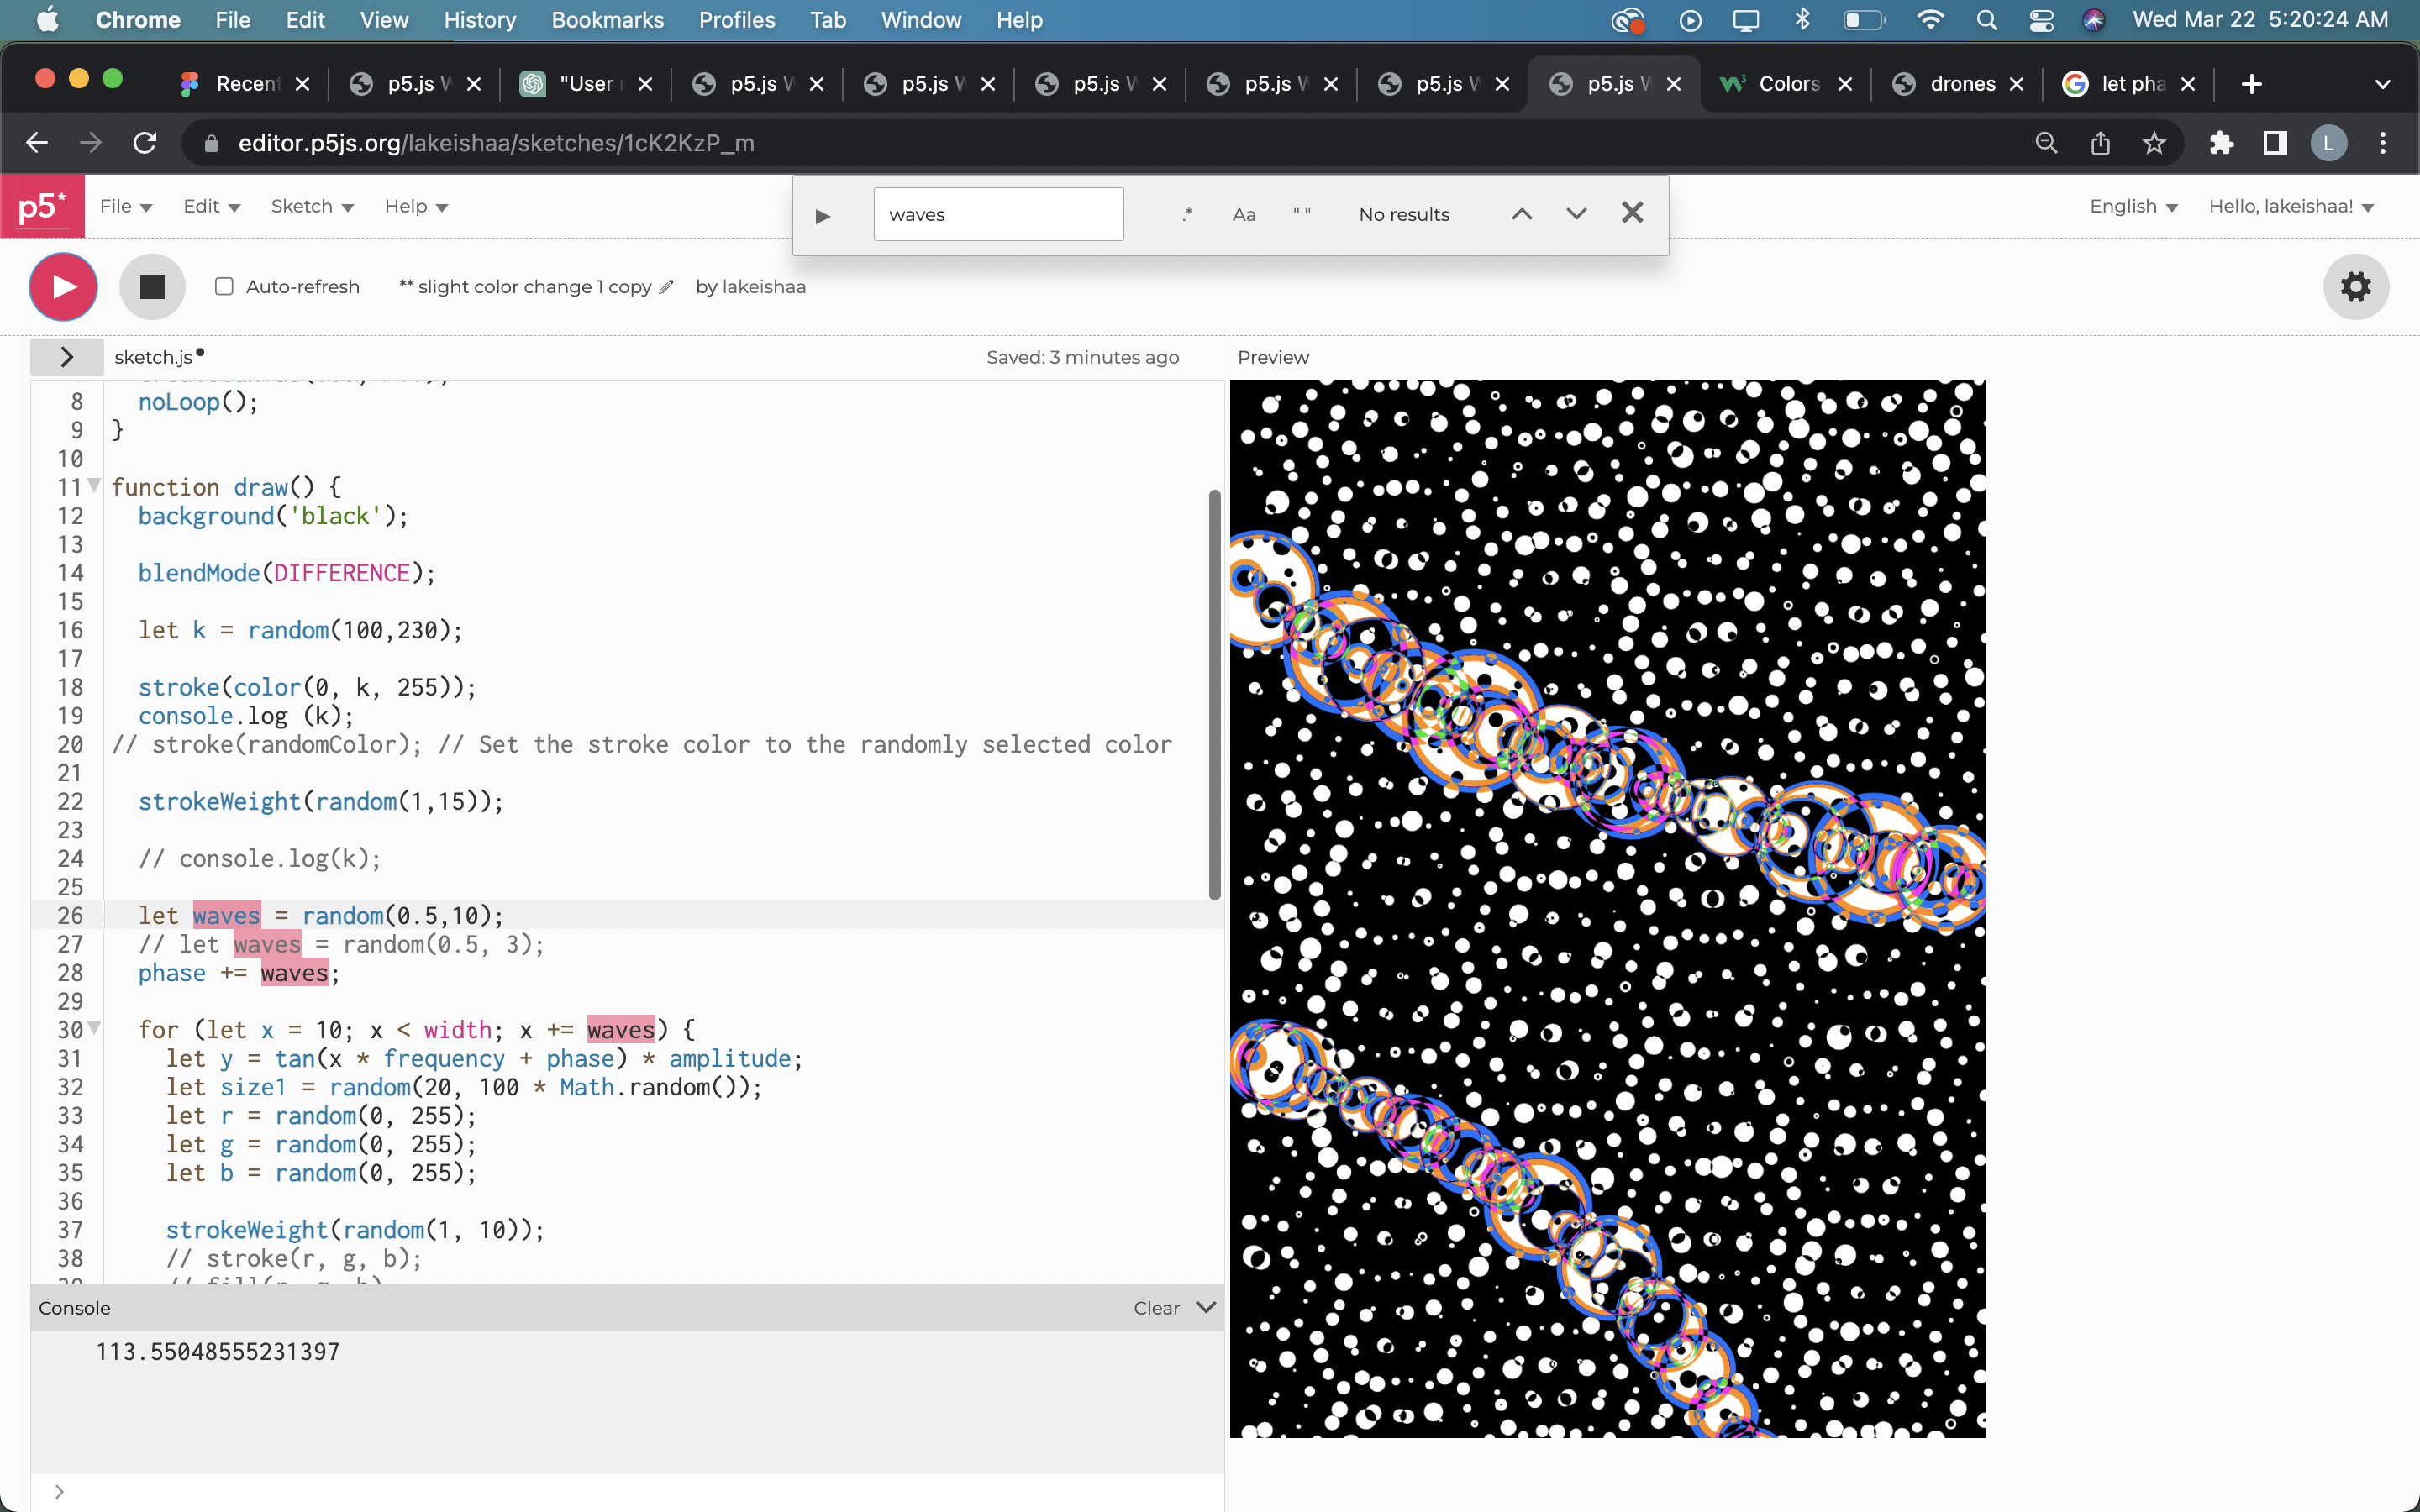 Chrome File Edit View History Bookmarks Profiles Tab Window Help Wed Mar 22 5:20:24 AM
Recent p5.js W "User p5.js W p5.js W p5.js W p5.js W p5.js W p5.js W Colors drones let pha
editor.p5js.org/lakeishaa/sketches/1cK2KzP_m L
p5* File Edit Sketch Help English Hello, lakeishaa!
waves .* Aa " " No results
Auto-refresh ** slight color change 1 copy by lakeishaa
sketch.js Saved: 3 minutes ago Preview
8 noLoop();
9 }
10
11 function draw() {
12 background('black');
13
14 blendMode(DIFFERENCE);
15
16 let k = random(100,230);
17
18 stroke(color(0, k, 255));
19 console.log (k);
20 // stroke(randomColor); // Set the stroke color to the randomly selected color
21
22 strokeWeight(random(1,15));
23
24 // console.log(k);
25
26 let waves = random(0.5,10);
27 // let waves = random(0.5, 3);
28 phase += waves;
29
30 for (let x = 10; x < width; x += waves) {
31 let y = tan(x * frequency + phase) * amplitude;
32 let size1 = random(20, 100 * Math.random());
33 let r = random(0, 255);
34 let g = random(0, 255);
35 let b = random(0, 255);
36
37 strokeWeight(random(1, 10));
38 // stroke(r, g, b);
Console Clear
113.55048555231397